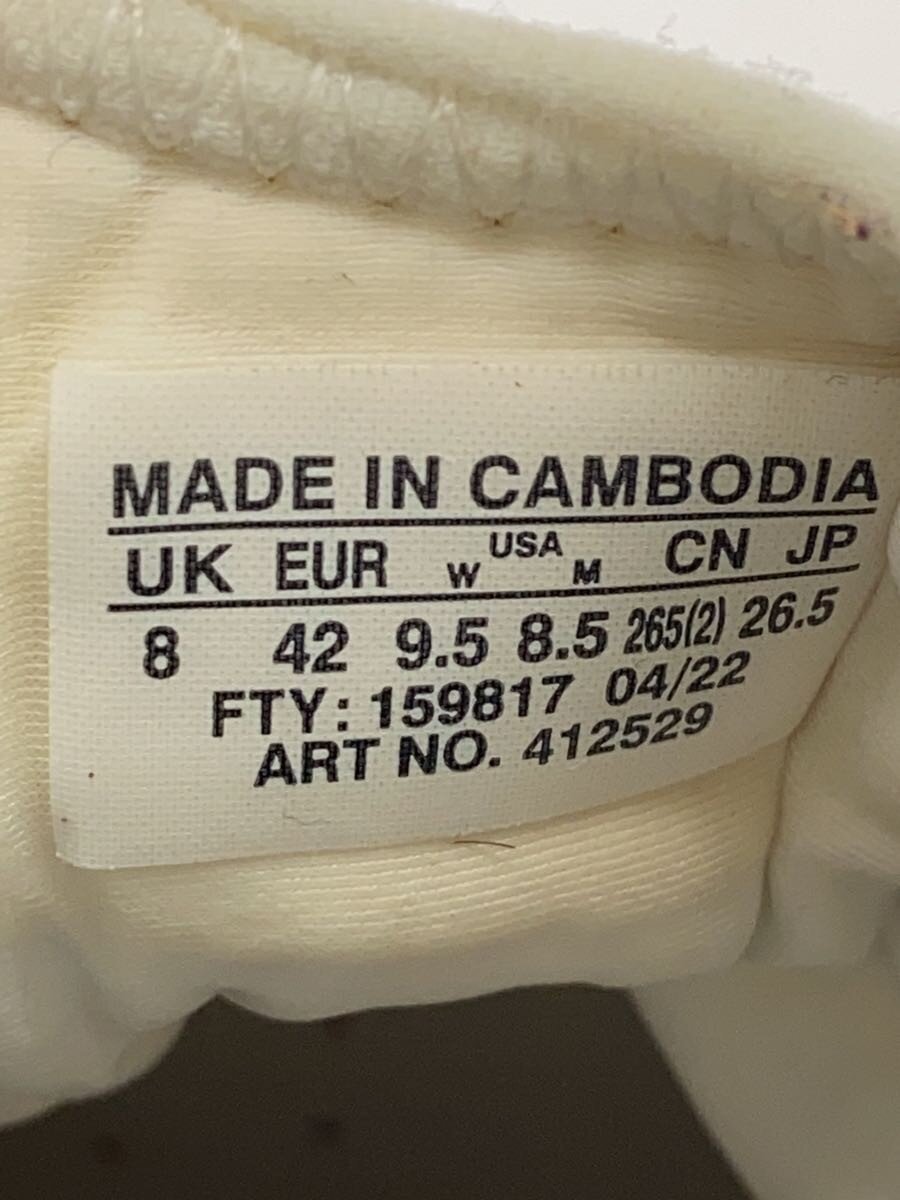 MADE IN CAMBODIA
UK EUR W USA M CN JP
8 42 9.5 8.5 265(2) 26.5
FTY: 159817 04/22
ART NO. 412529